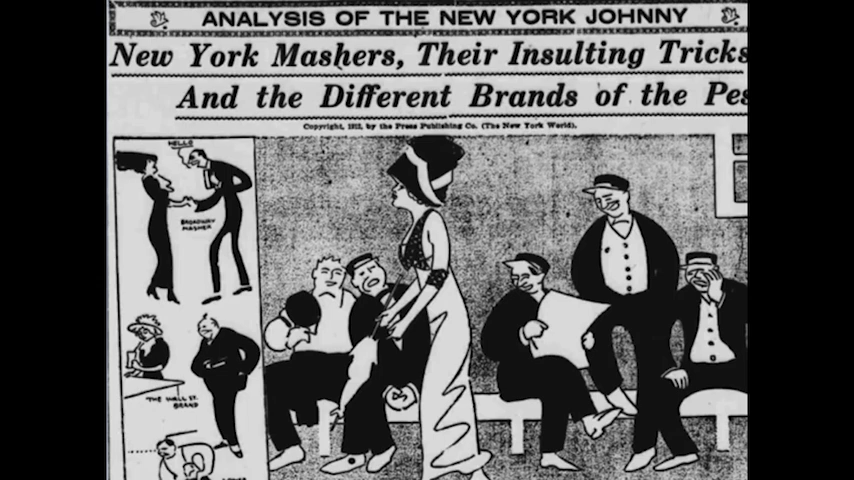 ANALYSIS OF THE NEW YORK JOHNNY
New York Mashers, Their Insulting Tricks
And the Different Brands of the Pes
Copyright, 1912, by the Press Publishing Co. (The New York World).
HELLO
BROADWAY
MASHER
THE WALL ST.
BRAND